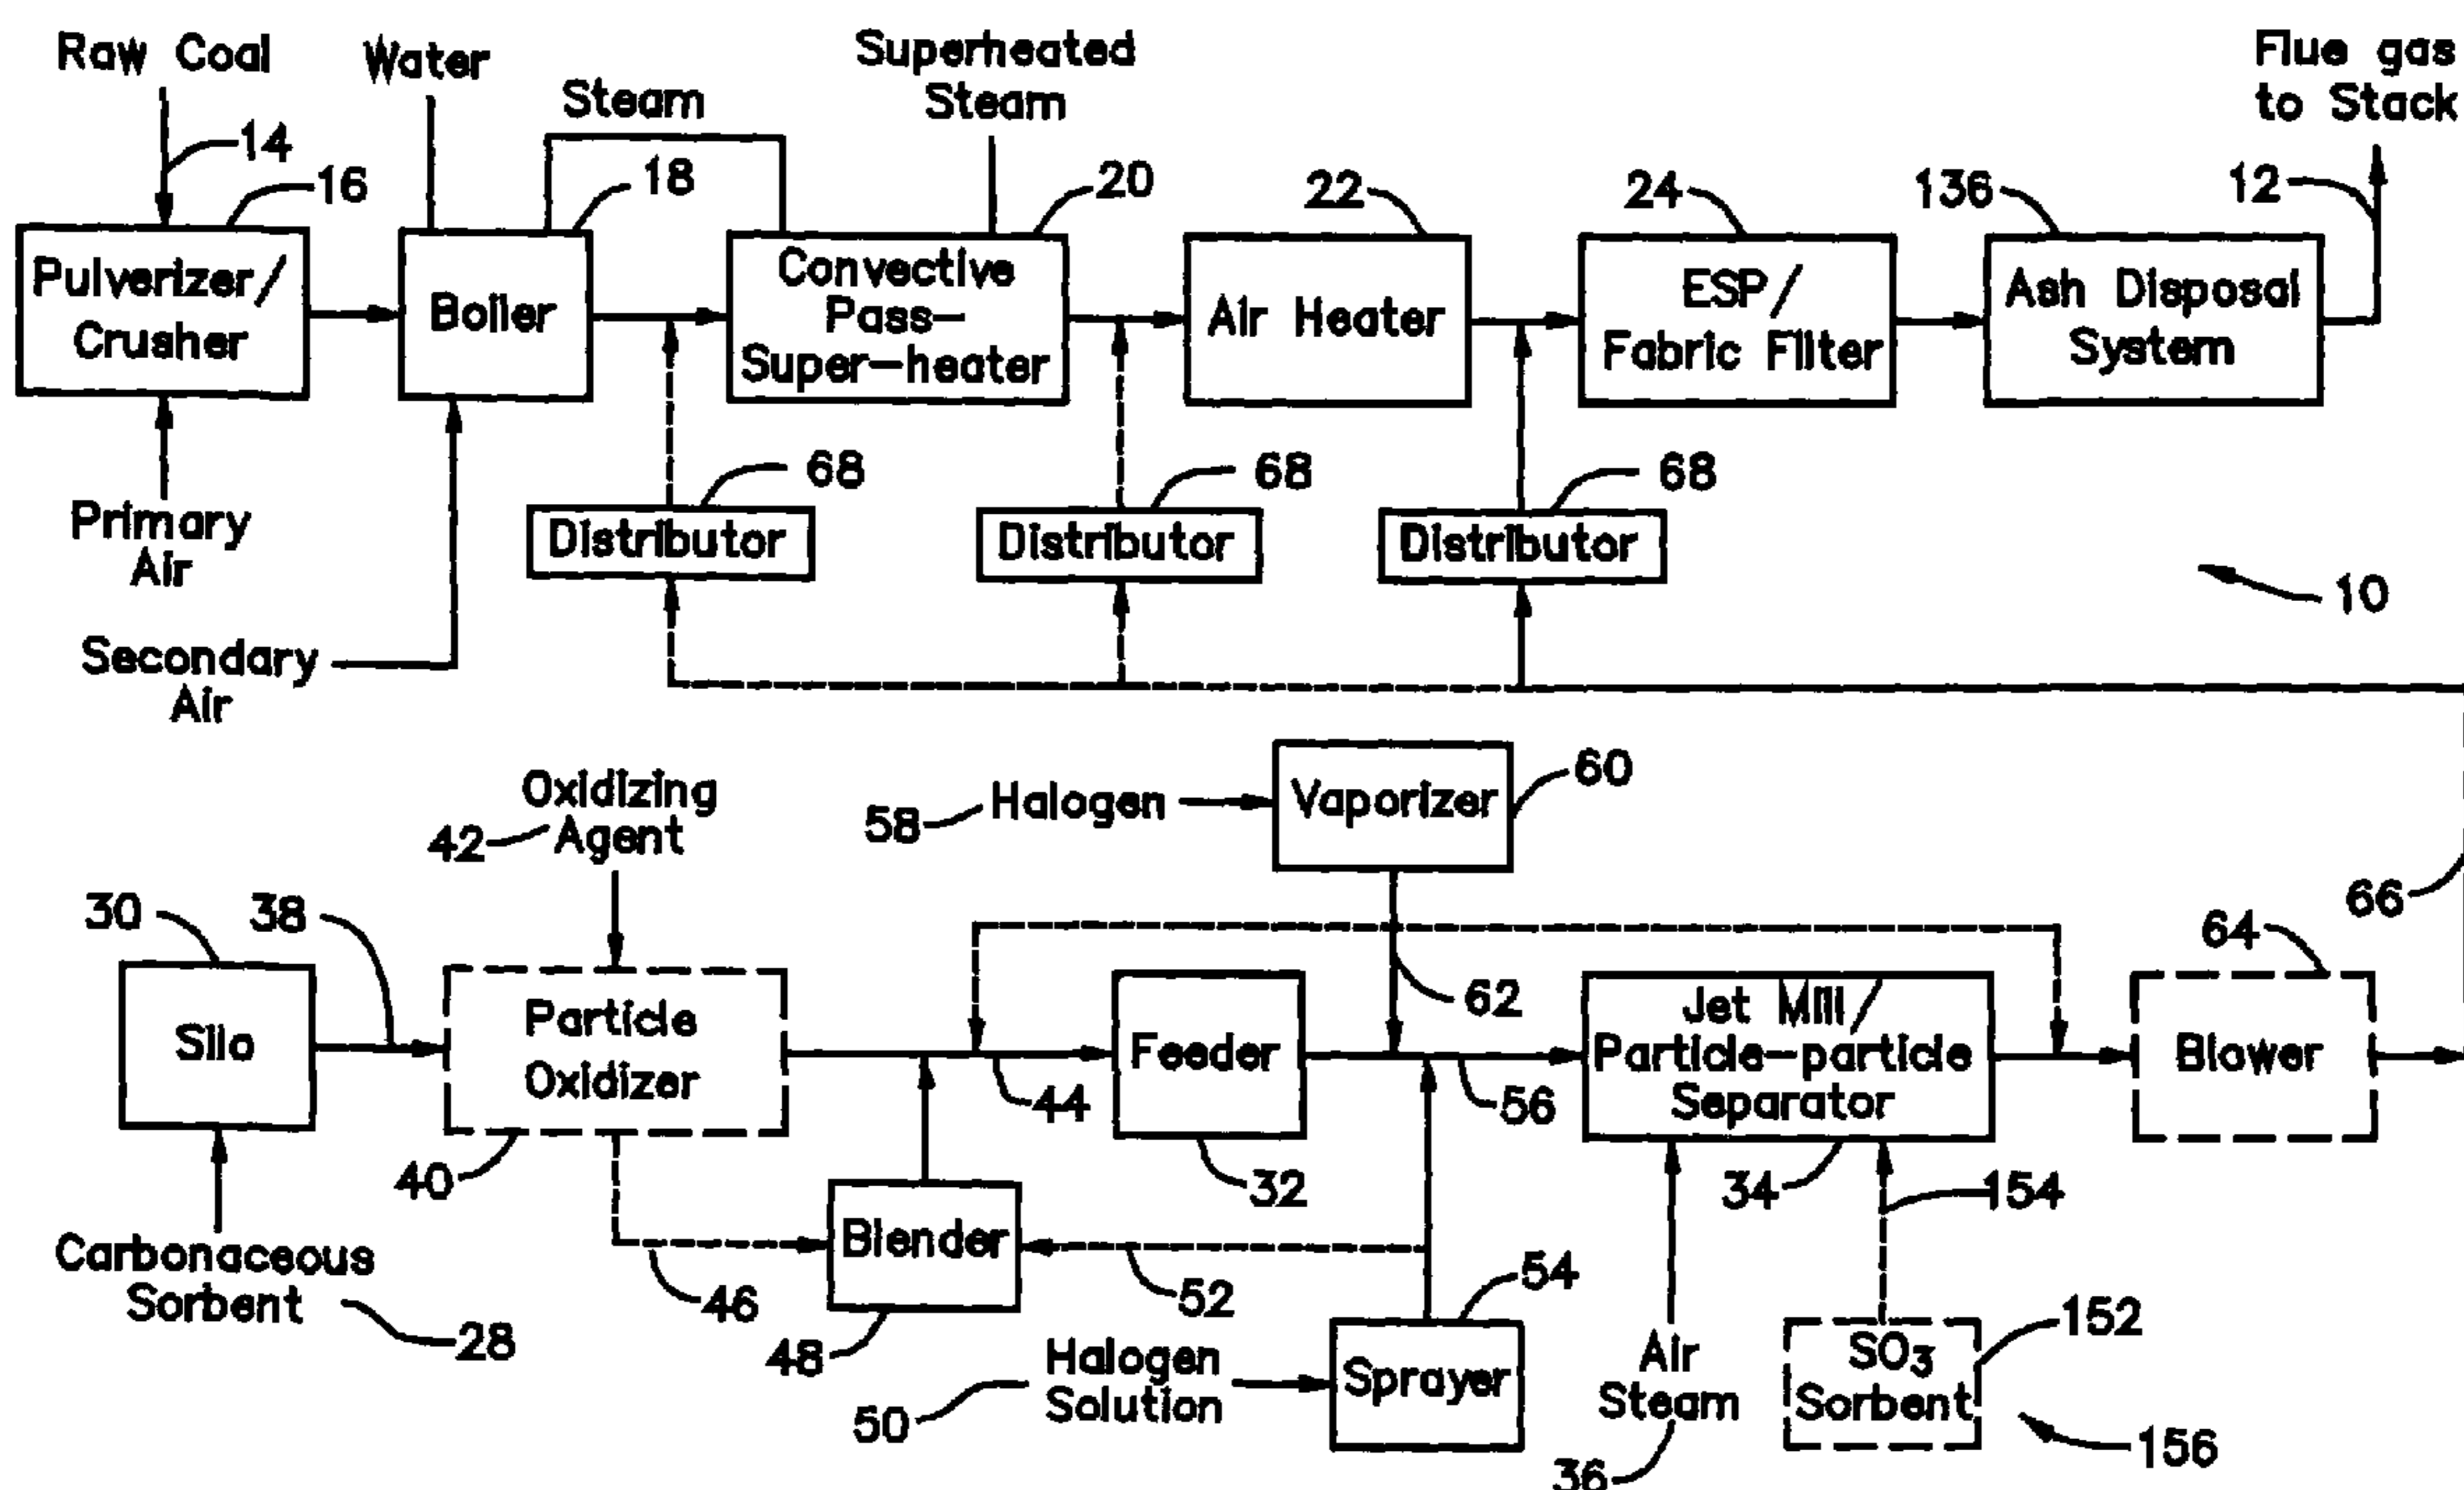 Raw Coal
Water
Steam
Superheated
Steam
Flue gas
to Stack
14
16
18
20
22
24
136
12
Pulverizer/
Crusher
Boiler
Convective
Pass-
Super-heater
Air Heater
ESP/
Fabric Filter
Ash Disposal
System
Primary
Air
Secondary
Air
68
68
68
Distributor
Distributor
Distributor
10
Oxidizing
Agent
42
58
Halogen
Vaporizer
60
66
30
38
64
62
Silo
Particle
Oxidizer
Feeder
Jet Mill/
Particle-particle
Separator
Blower
44
56
40
32
34
154
Carbonaceous
Sorbent
28
Blender
46
48
52
54
50
Halogen
Solution
Sprayer
Air
Steam
36
SO3
Sorbent
152
156